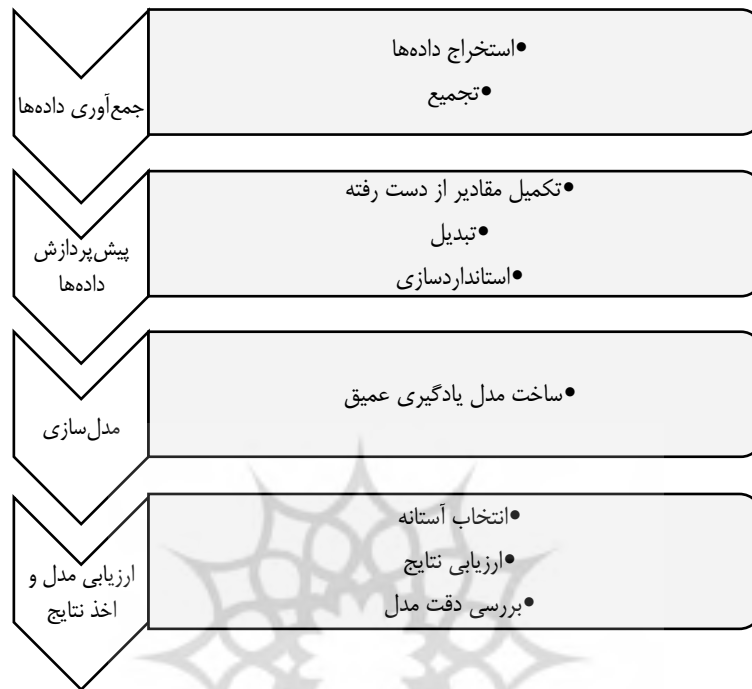 جمع‌آوری داده‌ها
•استخراج داده‌ها
•تجمیع
پیش‌پردازش
داده‌ها
•تکمیل مقادیر از دست رفته
•تبدیل
•استانداردسازی
مدل‌سازی
•ساخت مدل یادگیری عمیق
ارزیابی مدل و
اخذ نتایج
•انتخاب آستانه
•ارزیابی نتایج
•بررسی دقت مدل